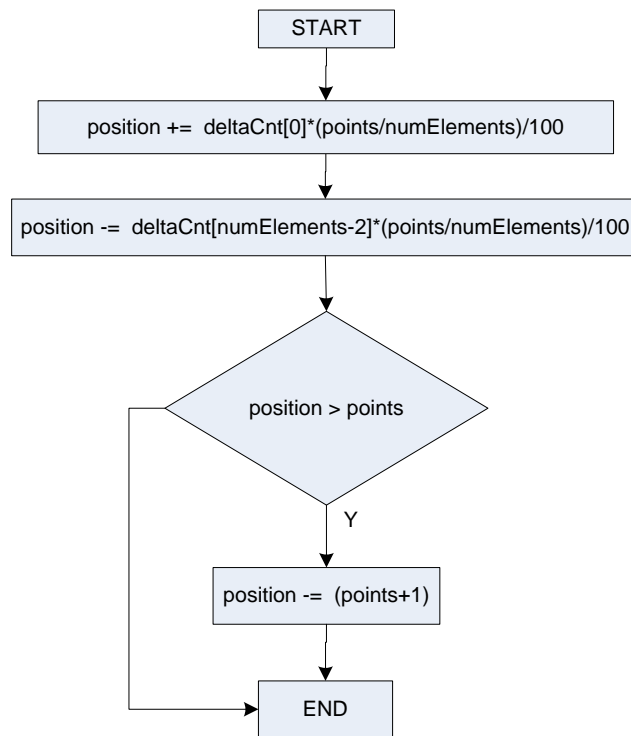 START
position += deltaCnt[0]*(points/numElements)/100
position -= deltaCnt[numElements-2]*(points/numElements)/100
position > points
Y
position -= (points+1)
END